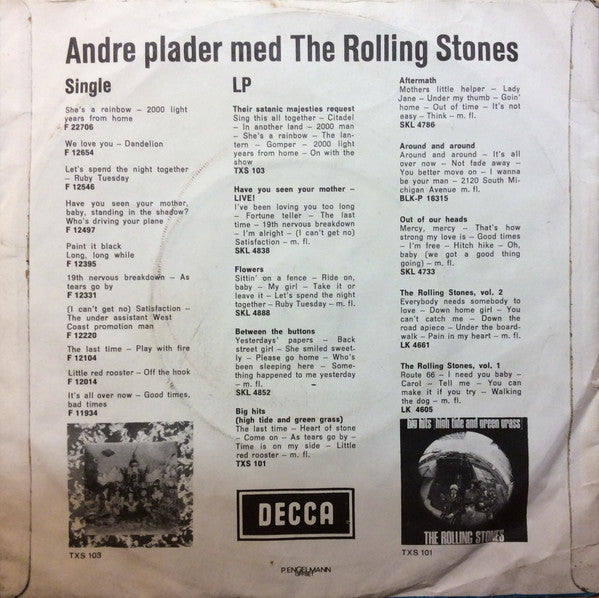 Andre plader med The Rolling Stones
Single
She's a rainbow – 2000 light
years from home
F 22706
We love you – Dandelion
F 12654
Let's spend the night together
– Ruby Tuesday
F 12546
Have you seen your mother,
baby, standing in the shadow?
Who's driving your plane
F 12497
Paint it black
Long, long while
F 12395
19th nervous breakdown – As
tears go by
F 12331
(I can't get no) Satisfaction –
The under assistant West
Coast promotion man
F 12220
The last time – Play with fire
F 12104
Little red rooster – Off the hook
F 12014
It's all over now – Good times,
bad times
F 11934
TXS 103
LP
Their satanic majesties request
Sing this all together – Citadel
– In another land – 2000 man
– She's a rainbow – The lan-
tern – Gomper – 2000 light
years from home – On with the
show
TXS 103
Have you seen your mother –
LIVE!
I've been loving you too long
– Fortune teller – The last
time – 19th nervous breakdown
– I'm alright – (I can't get no)
Satisfaction – m. fl.
SKL 4838
Flowers
Sittin' on a fence – Ride on,
baby – My girl – Take it or
leave it – Let's spend the night
together – Ruby Tuesday – m. fl.
SKL 4888
Between the buttons
Yesterdays' papers – Back
street girl – She smiled sweet-
ly – Please go home – Who's
been sleeping here – Some-
thing happened to me yesterday
– m. fl.
SKL 4852
Big hits
(high tide and green grass)
The last time – Heart of stone
– Come on – As tears go by –
Time is on my side – Little
red rooster – m. fl.
TXS 101
DECCA
P. ENGELMANN
OFFSET
Aftermath
Mothers little helper – Lady
Jane – Under my thumb – Goin'
home – Out of time – It's not
easy – Think – m. fl.
SKL 4786
Around and around
Around and around – It's all
over now – Not fade away –
You better move on – I wanna
be your man – 2120 South Mi-
chigan Avenue m. fl.
BLK-P 16315
Out of our heads
Mercy, mercy – That's how
strong my love is – Good times
– I'm free – Hitch hike – Oh,
baby (we got a good thing
going) – m. fl.
SKL 4733
The Rolling Stones, vol. 2
Everybody needs somebody to
love – Down home girl – You
can't catch me – Down the
road apiece – Under the board-
walk – Pain in my heart – m. fl.
LK 4661
The Rolling Stones, vol. 1
Route 66 – I need you baby –
Carol – Tell me – You can
make it if you try – Walking
the dog – m. fl.
LK 4605
big hits [high tide and green grass]
THE ROLLING STONES
TXS 101